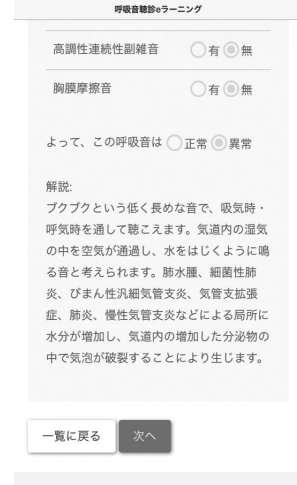 呼吸音聴診eラーニング
高調性連続性副雑音 有 無
胸膜摩擦音 有 無
よって、この呼吸音は 正常 異常
解説:
ブクブクという低く長めな音で、吸気時・
呼気時を通して聴こえます。気道内の湿気
の中を空気が通過し、水をはじくように鳴
る音と考えられます。肺水腫、細菌性肺
炎、びまん性汎細気管支炎、気管支拡張
症、肺炎、慢性気管支炎などによる局所に
水分が増加し、気道内の増加した分泌物の
中で気泡が破裂することにより生じます。
一覧に戻る 次へ